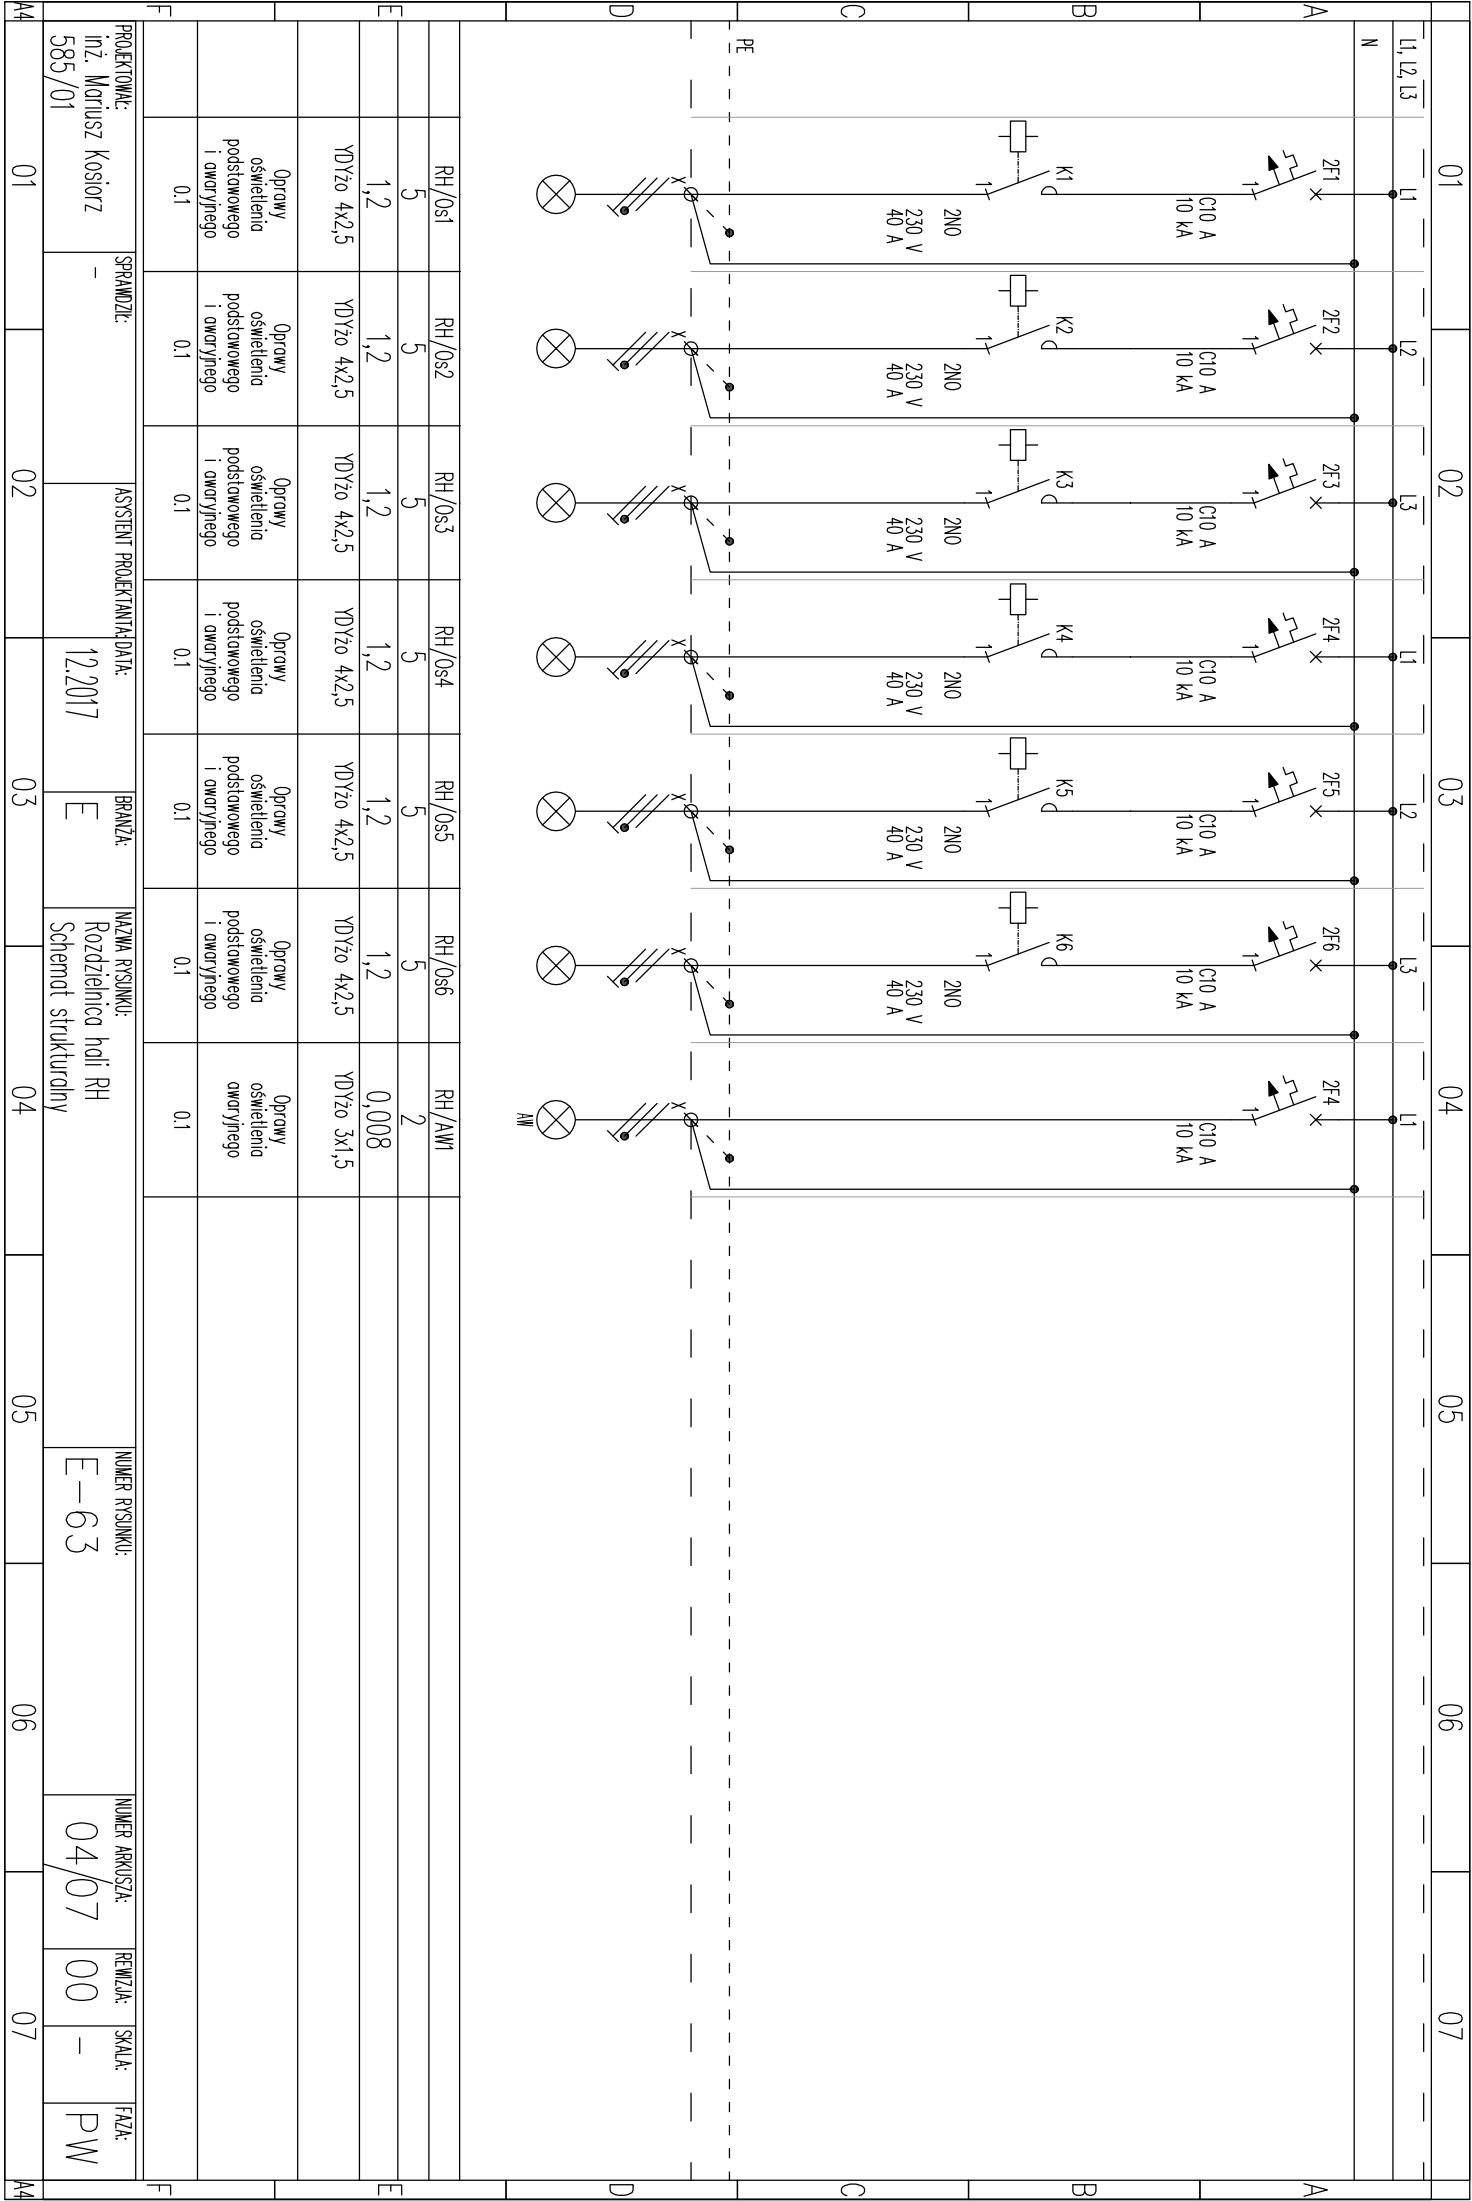 01 02 03 04 05 06 07
A
B
C
D
E
F
L1, L2, L3
N
L1 L2 L3 L1 L2 L3 L1
2F1 2F2 2F3 2F4 2F5 2F6 2F4
C10 A C10 A C10 A C10 A C10 A C10 A C10 A
10 kA 10 kA 10 kA 10 kA 10 kA 10 kA 10 kA
K1 K2 K3 K4 K5 K6
2NO 2NO 2NO 2NO 2NO 2NO
230 V 230 V 230 V 230 V 230 V 230 V
40 A 40 A 40 A 40 A 40 A 40 A
PE
X X X X X X X
AW
RH/Os1 RH/Os2 RH/Os3 RH/Os4 RH/Os5 RH/Os6 RH/AW1
5 5 5 5 5 5 2
1,2 1,2 1,2 1,2 1,2 1,2 0,008
YDYżo 4x2,5 YDYżo 4x2,5 YDYżo 4x2,5 YDYżo 4x2,5 YDYżo 4x2,5 YDYżo 4x2,5 YDYżo 3x1,5
Oprawy Oprawy Oprawy Oprawy Oprawy Oprawy Oprawy
oświetlenia oświetlenia oświetlenia oświetlenia oświetlenia oświetlenia oświetlenia
podstawowego podstawowego podstawowego podstawowego podstawowego podstawowego awaryjnego
i awaryjnego i awaryjnego i awaryjnego i awaryjnego i awaryjnego i awaryjnego
0.1 0.1 0.1 0.1 0.1 0.1 0.1
PROJEKTOWAŁ:
inż. Mariusz Kosiorz
585/01
SPRAWDZIŁ:
-
ASYSTENT PROJEKTANTA:
DATA:
12.2017
BRANŻA:
E
NAZWA RYSUNKU:
Rozdzielnica hali RH
Schemat strukturalny
NUMER RYSUNKU:
E-63
NUMER ARKUSZA:
04/07
REWIZJA:
00
SKALA:
-
FAZA:
PW
A
B
C
D
E
F
A4 01 02 03 04 05 06 07 A4